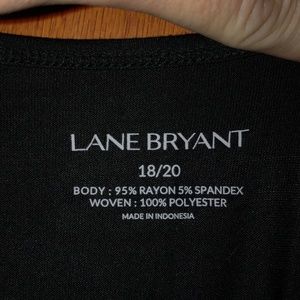 LANE BRYANT
18/20
BODY : 95% RAYON 5% SPANDEX
WOVEN : 100% POLYESTER
MADE IN INDONESIA